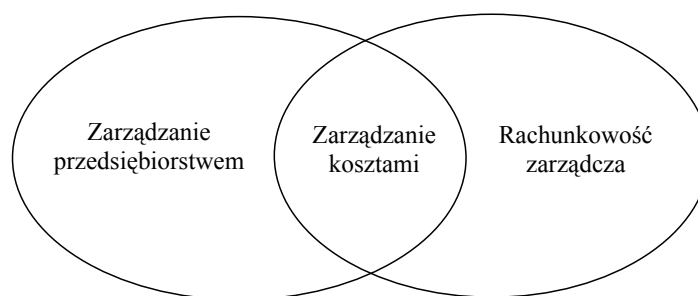 Zarządzanie
przedsiębiorstwem
Zarządzanie
kosztami
Rachunkowość
zarządcza